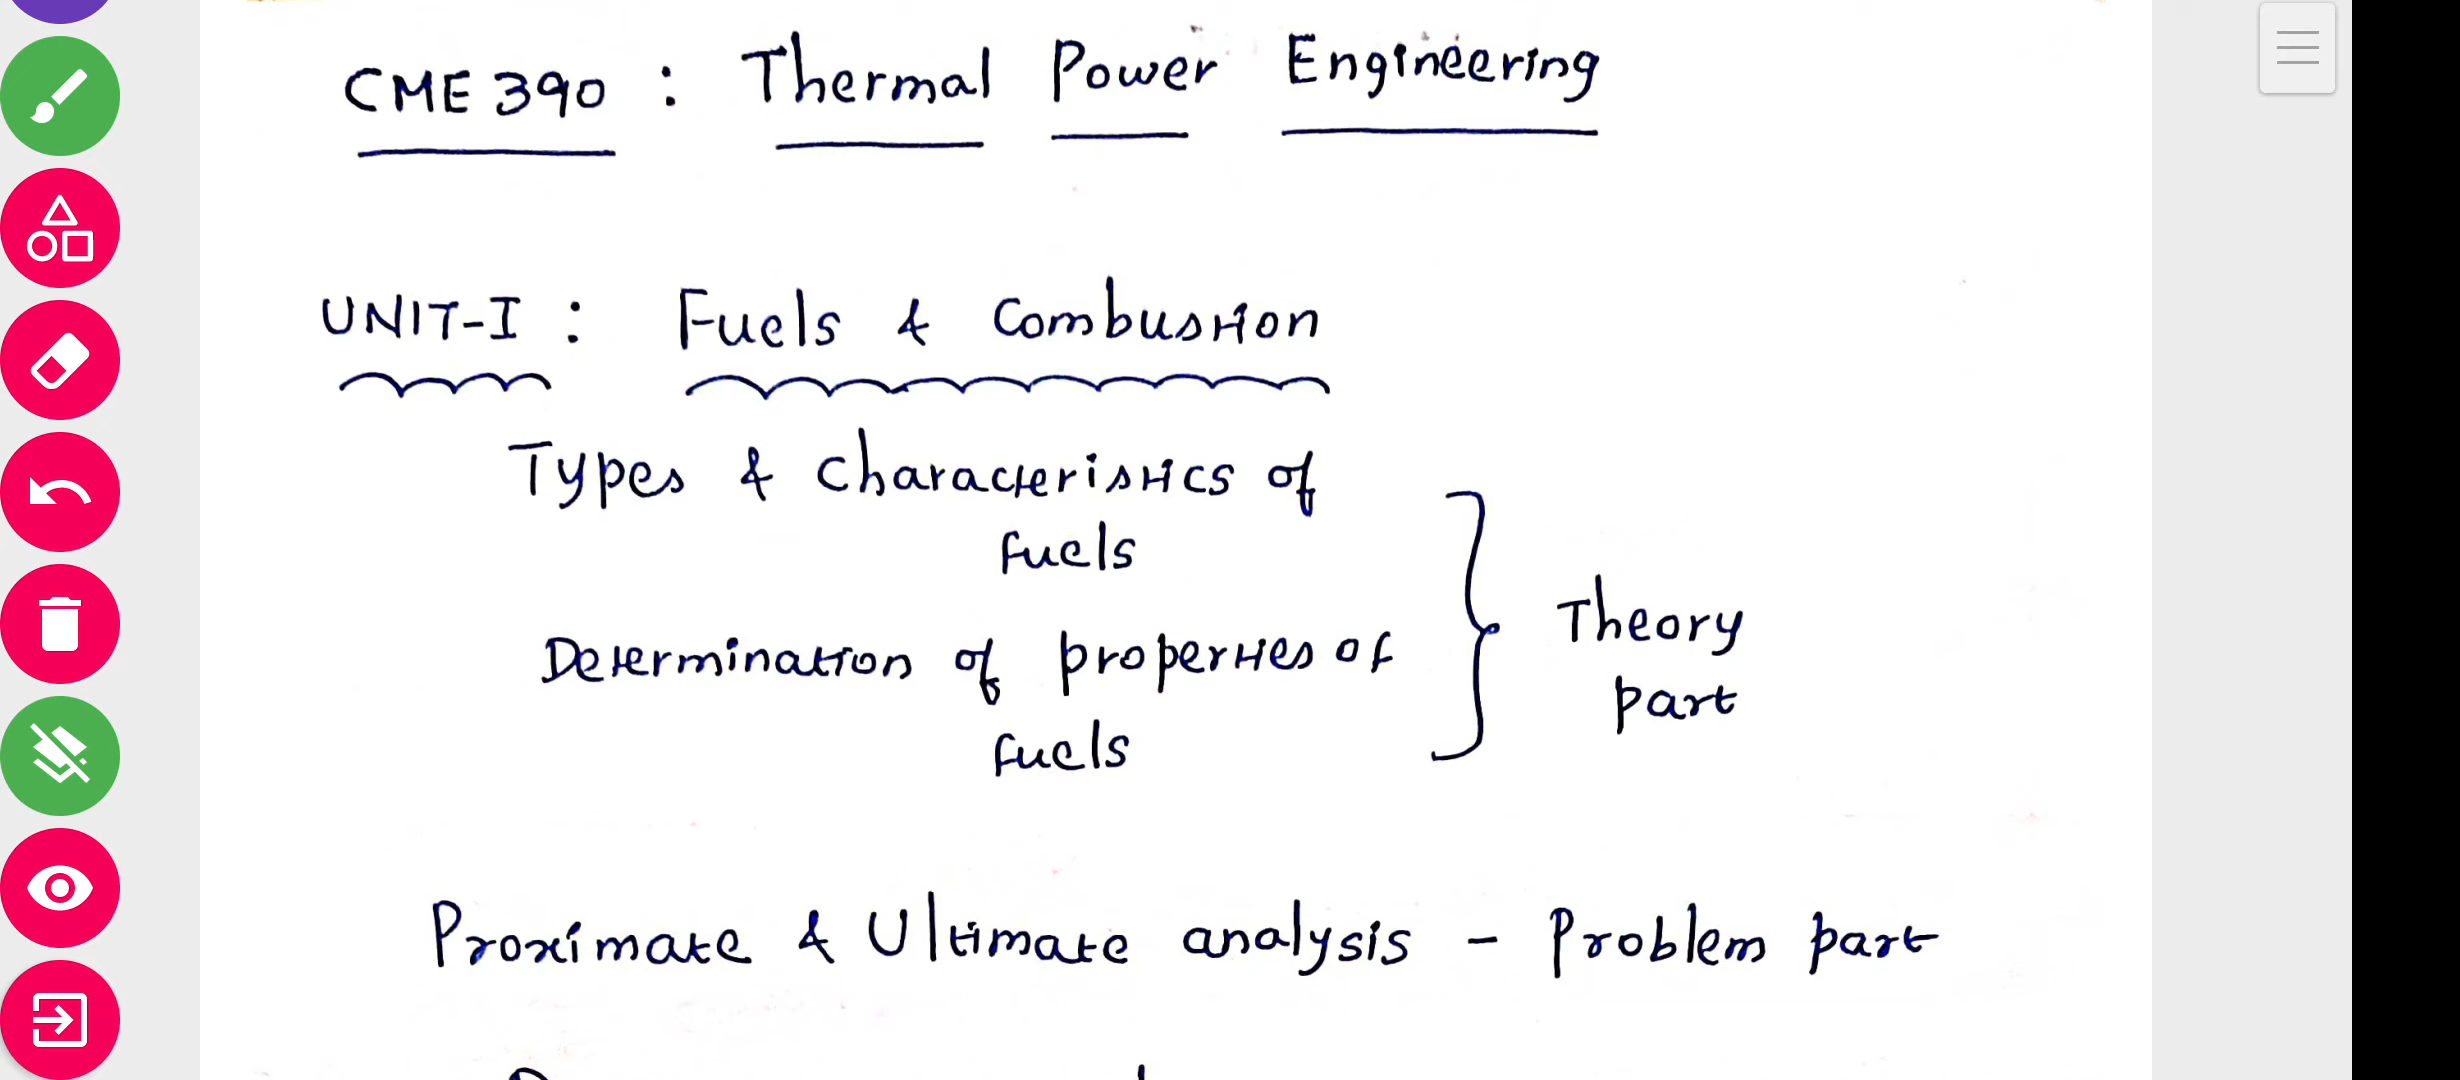 CME 390 : Thermal Power Engineering
UNIT-I : Fuels & Combustion
Types & characteristics of
fuels
Determination of properties of
fuels
Theory
part
Proximate & Ultimate analysis - Problem part